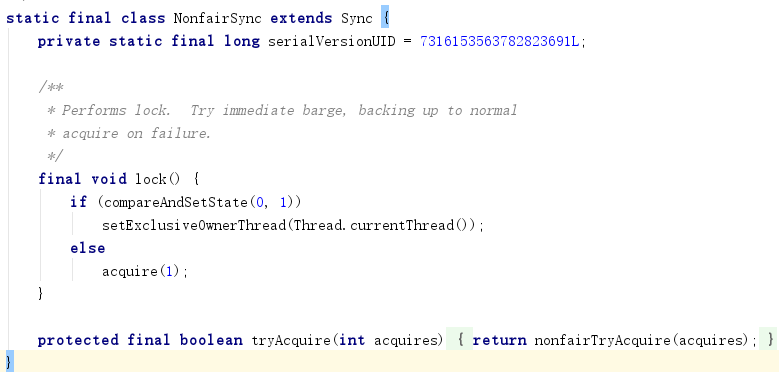 static final class NonfairSync extends Sync {
    private static final long serialVersionUID = 7316153563782823691L;

    /**
     * Performs lock.  Try immediate barge, backing up to normal
     * acquire on failure.
     */
    final void lock() {
        if (compareAndSetState(0, 1))
            setExclusiveOwnerThread(Thread.currentThread());
        else
            acquire(1);
    }

    protected final boolean tryAcquire(int acquires) { return nonfairTryAcquire(acquires); }
}